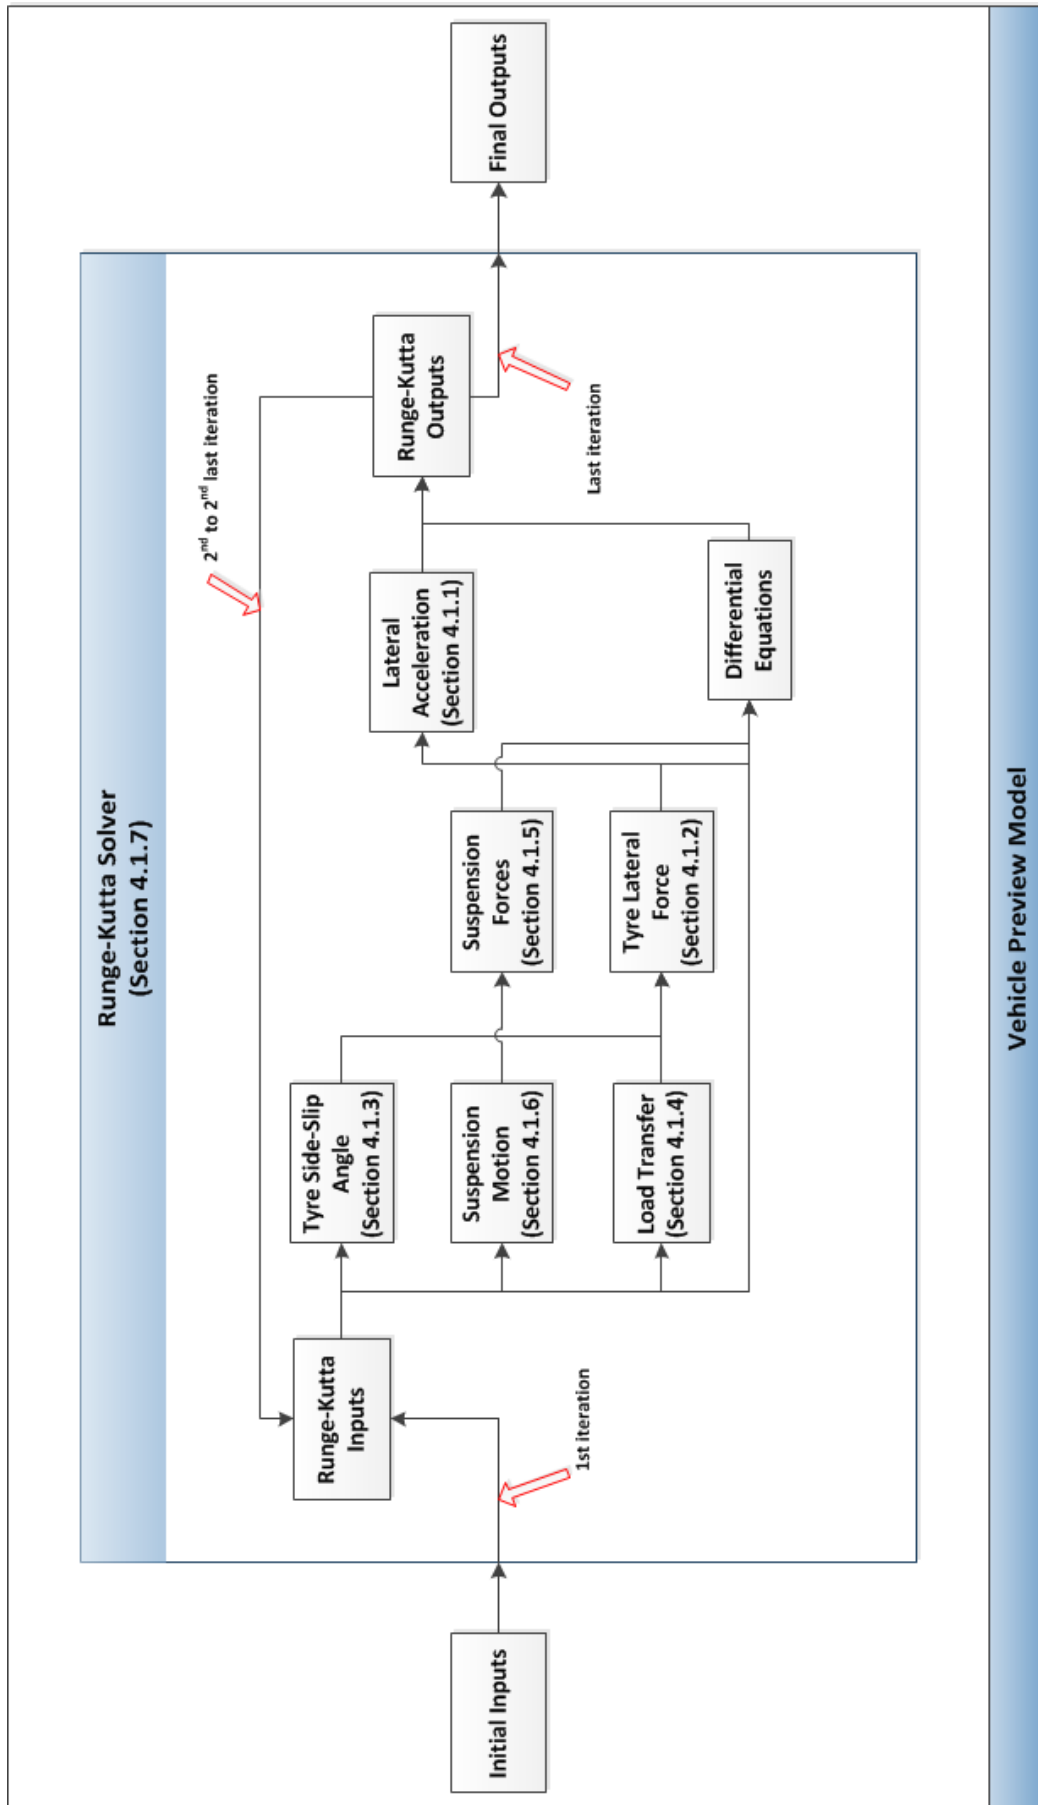 Runge-Kutta Solver
(Section 4.1.7)
2nd to 2nd last iteration
Initial Inputs
1st iteration
Runge-Kutta
Inputs
Tyre Side-Slip
Angle
(Section 4.1.3)
Suspension
Motion
(Section 4.1.6)
Load Transfer
(Section 4.1.4)
Suspension
Forces
(Section 4.1.5)
Tyre Lateral
Force
(Section 4.1.2)
Lateral
Acceleration
(Section 4.1.1)
Differential
Equations
Runge-Kutta
Outputs
Last iteration
Final Outputs
Vehicle Preview Model